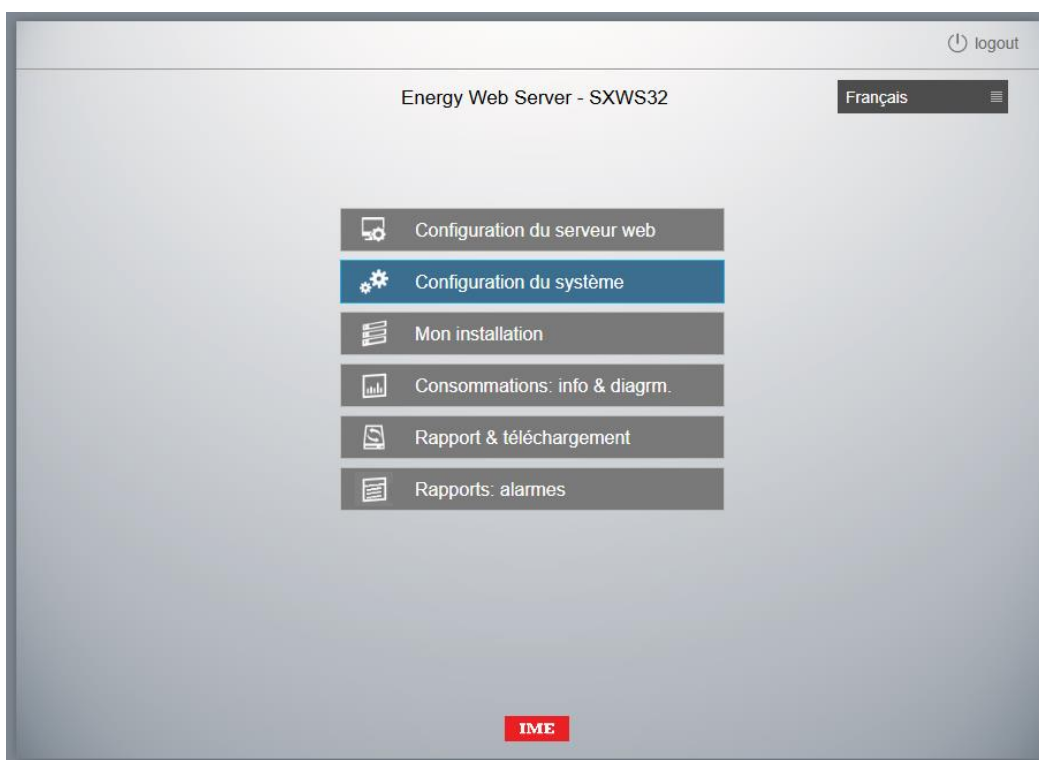 logout
Energy Web Server - SXWS32
Français
Configuration du serveur web
Configuration du système
Mon installation
Consommations: info & diagrm.
Rapport & téléchargement
Rapports: alarmes
IME